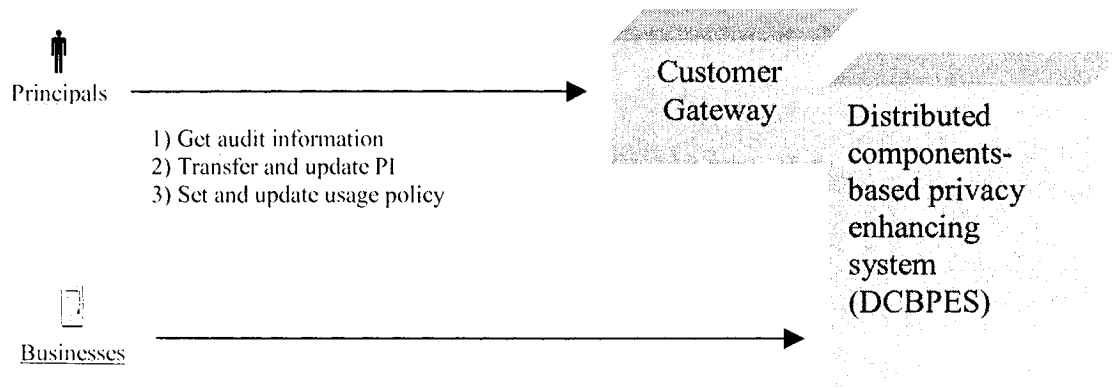 Principals
1) Get audit information
2) Transfer and update PI
3) Set and update usage policy
Customer
Gateway
Distributed
components-
based privacy
enhancing
system
(DCBPES)
Businesses